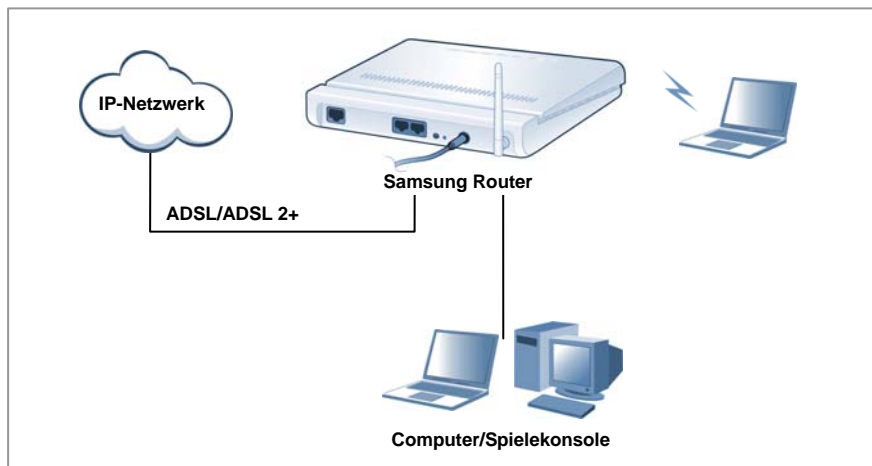 IP-Netzwerk
Samsung Router
ADSL/ADSL 2+
Computer/Spielekonsole